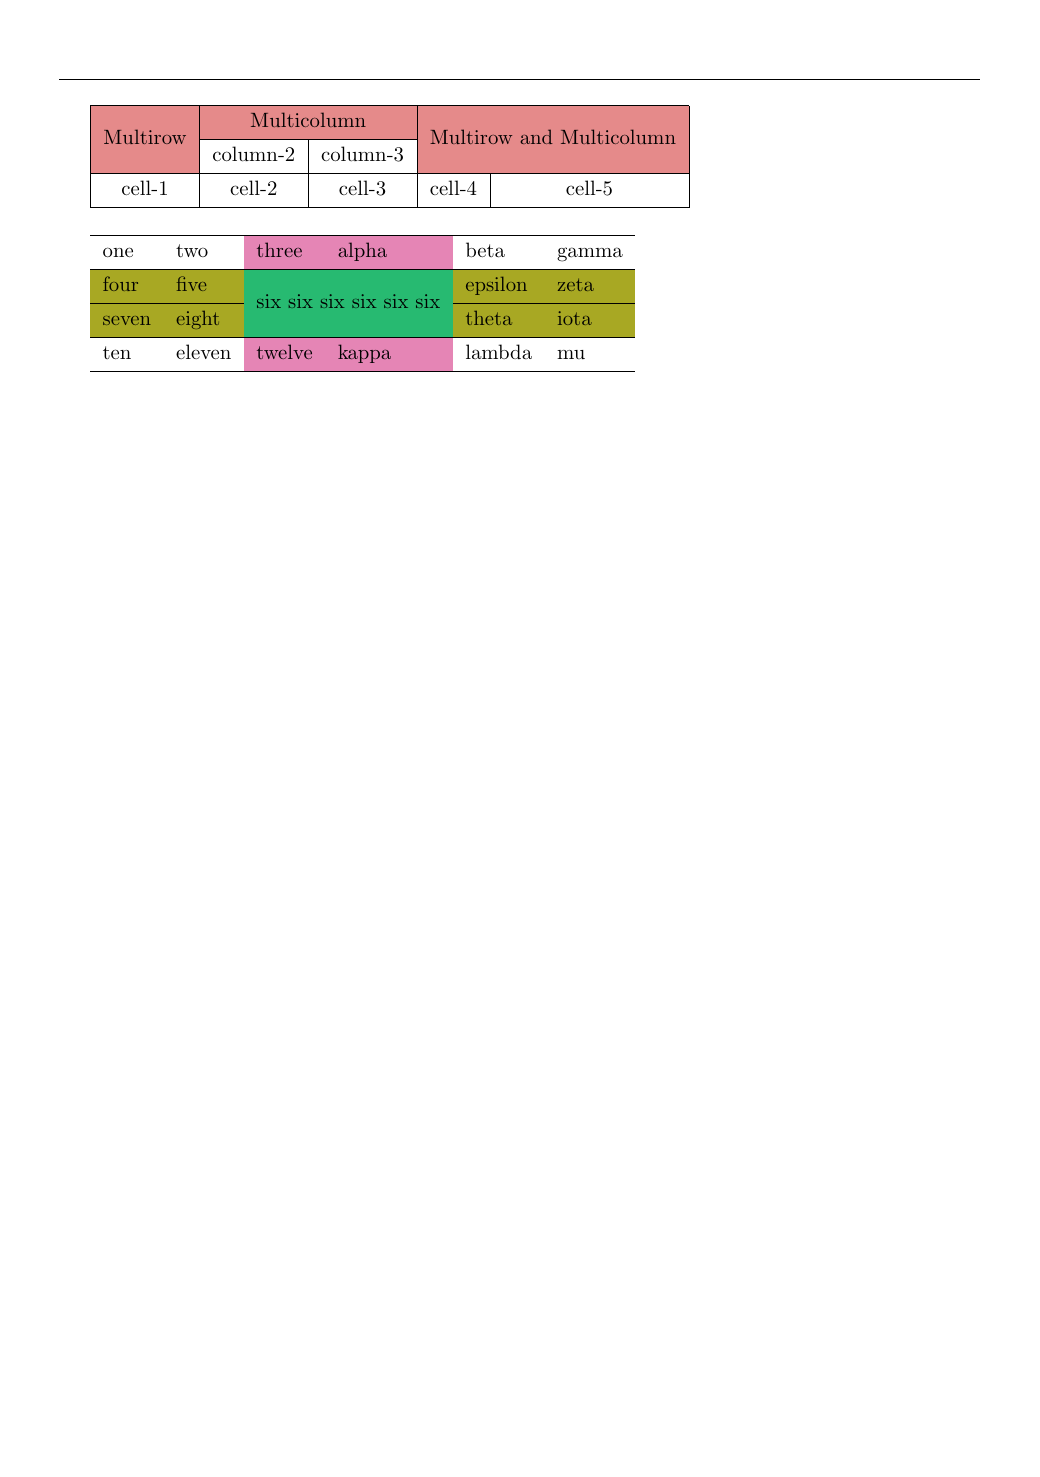 Multirow Multicolumn Multirow and Multicolumn
column-2 column-3
cell-1 cell-2 cell-3 cell-4 cell-5
one two three alpha beta gamma
four five six six six six six six epsilon zeta
seven eight theta iota
ten eleven twelve kappa lambda mu